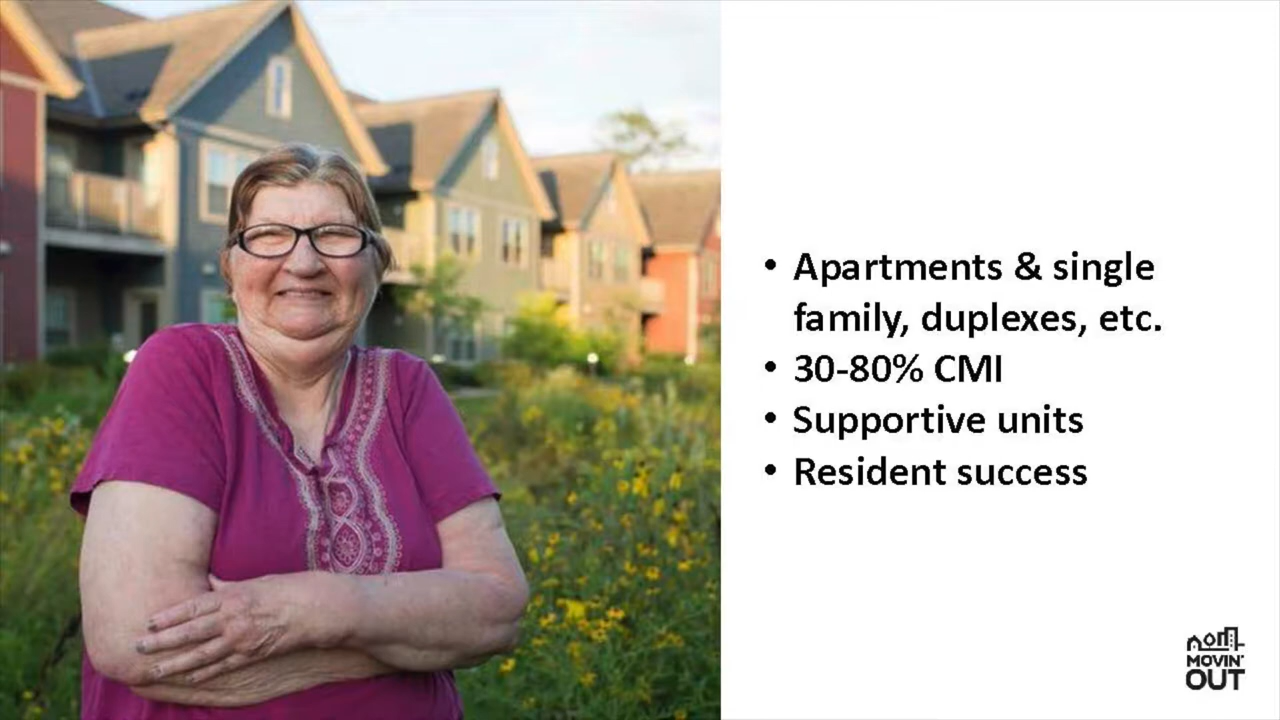 • Apartments & single
family, duplexes, etc.
• 30-80% CMI
• Supportive units
• Resident success
MOVIN'
OUT